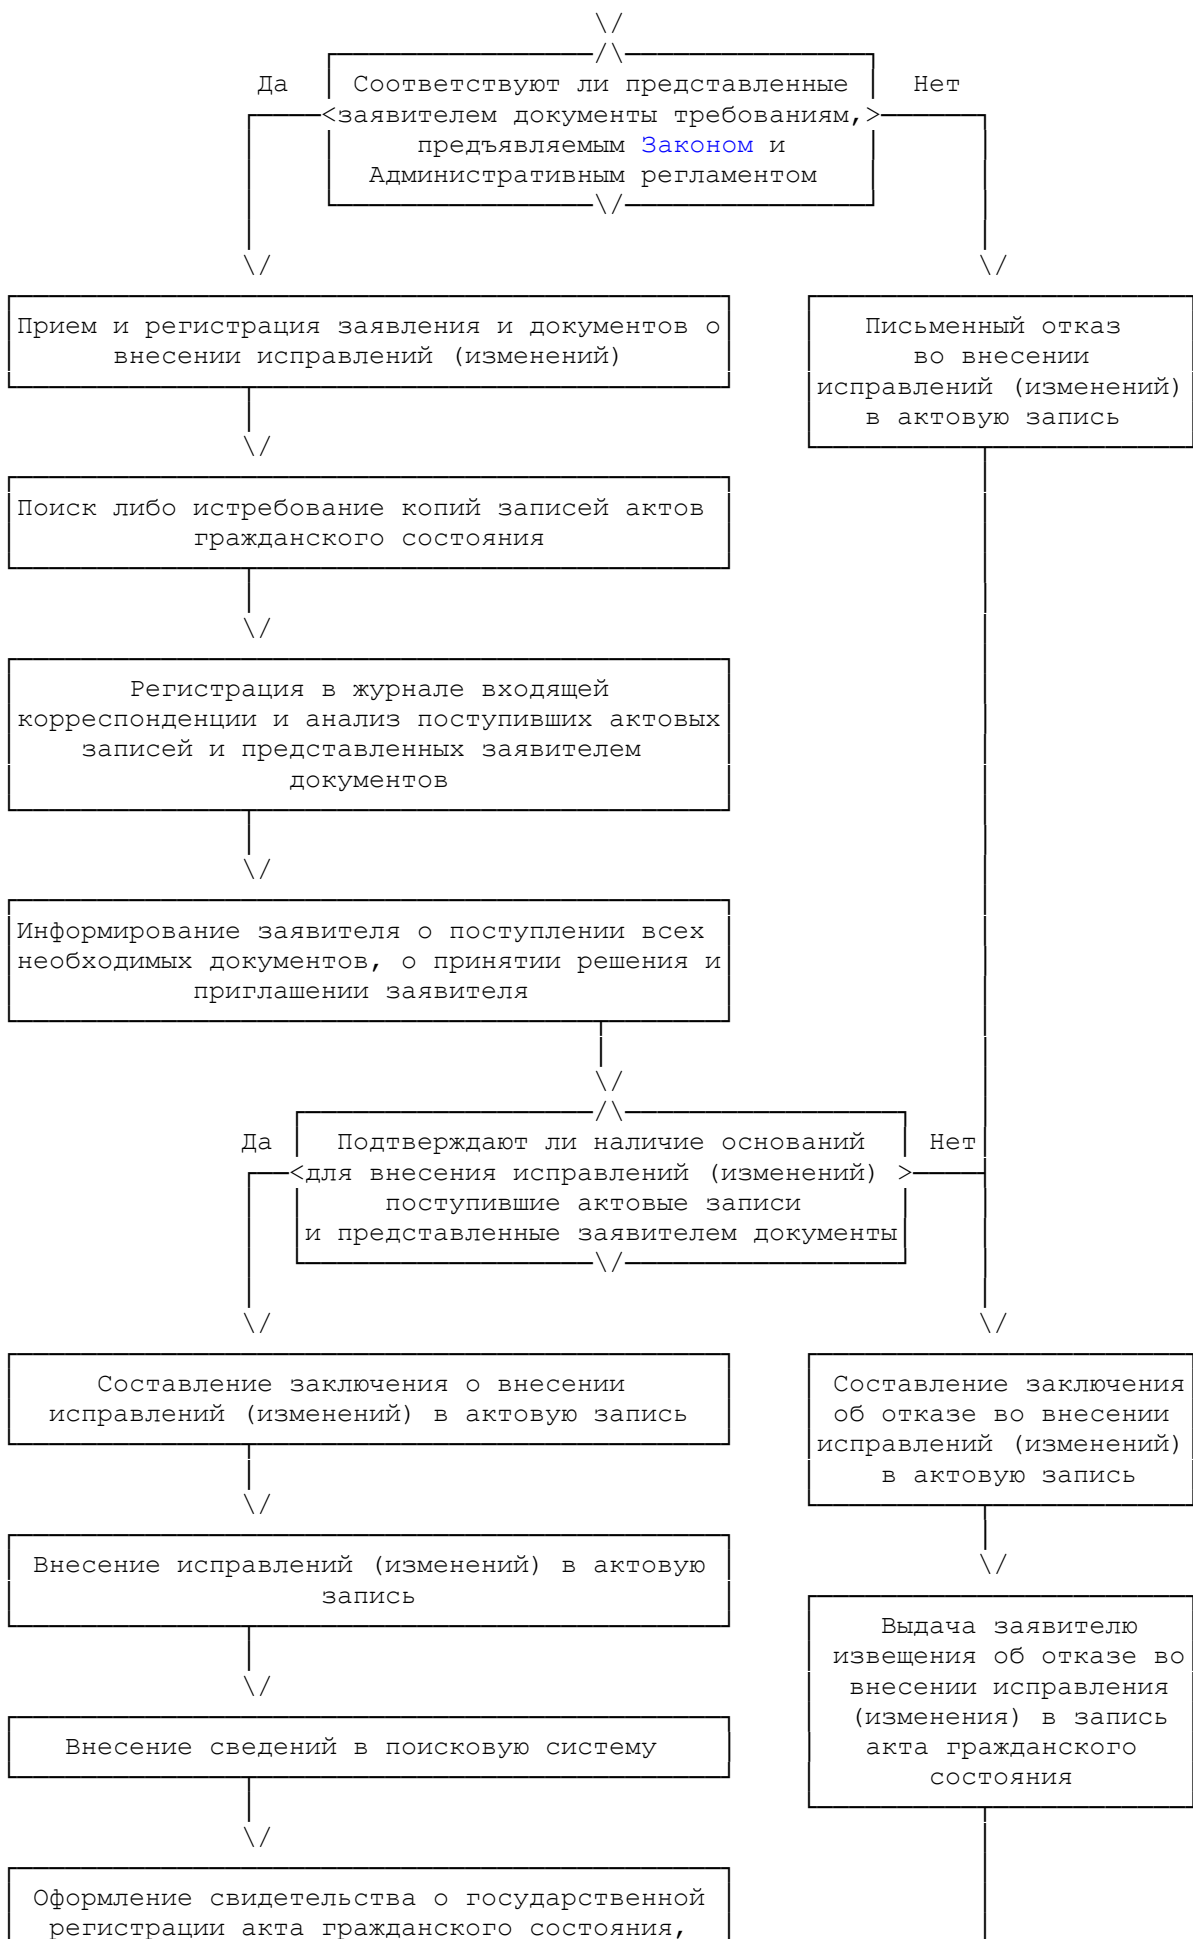 Да
Соответствуют ли представленные
Нет
заявителем документы требованиям,
предъявляемым Законом и
Административным регламентом
Прием и регистрация заявления и документов о
внесении исправлений (изменений)
Письменный отказ
во внесении
исправлений (изменений)
в актовую запись
Поиск либо истребование копий записей актов
гражданского состояния
Регистрация в журнале входящей
корреспонденции и анализ поступивших актовых
записей и представленных заявителем
документов
Информирование заявителя о поступлении всех
необходимых документов, о принятии решения и
приглашении заявителя
Да
Подтверждают ли наличие оснований
Нет
для внесения исправлений (изменений)
поступившие актовые записи
и представленные заявителем документы
Составление заключения о внесении
исправлений (изменений) в актовую запись
Составление заключения
об отказе во внесении
исправлений (изменений)
в актовую запись
Внесение исправлений (изменений) в актовую
запись
Выдача заявителю
извещения об отказе во
внесении исправления
(изменения) в запись
акта гражданского
состояния
Внесение сведений в поисковую систему
Оформление свидетельства о государственной
регистрации акта гражданского состояния,